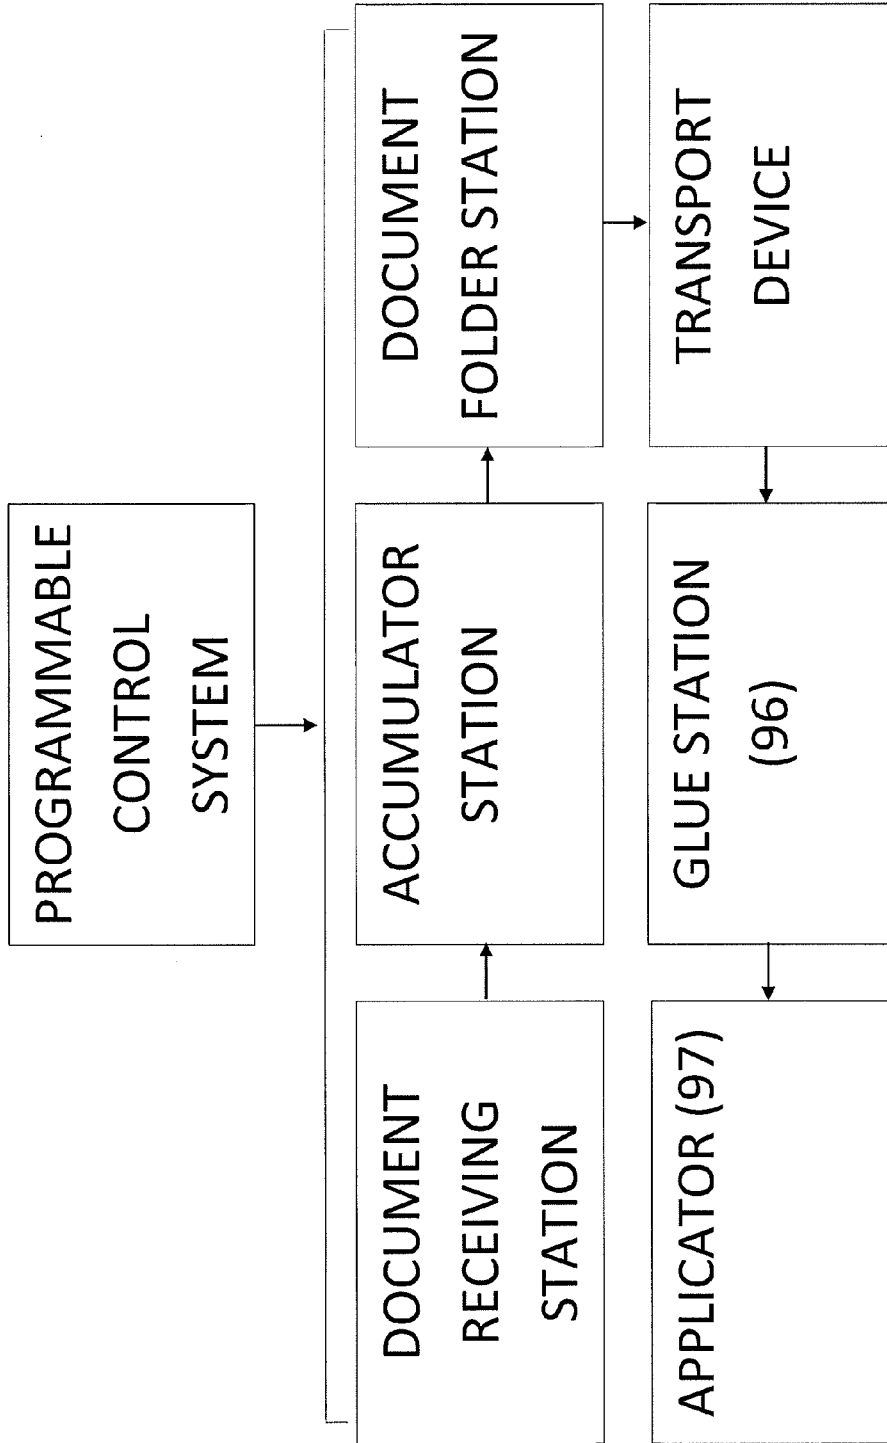 PROGRAMMABLE
CONTROL
SYSTEM
DOCUMENT
RECEIVING
STATION
ACCUMULATOR
STATION
DOCUMENT
FOLDER STATION
TRANSPORT
DEVICE
GLUE STATION
(96)
APPLICATOR (97)